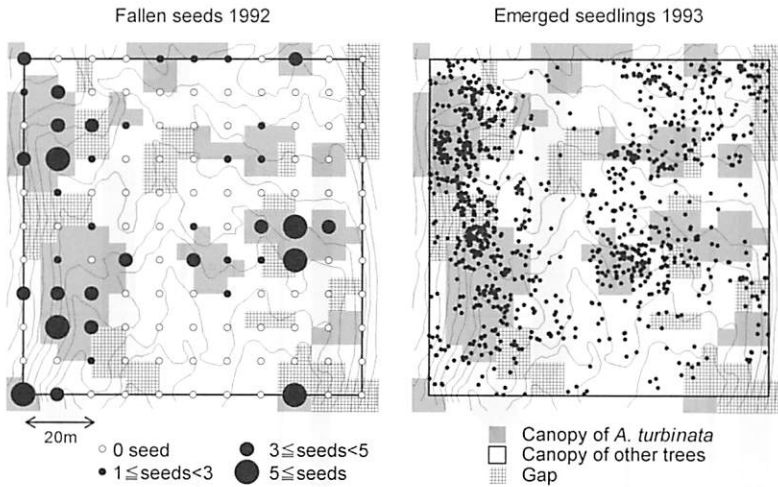 Fallen seeds 1992
Emerged seedlings 1993
20m
0 seed
1≦seeds<3
3≦seeds<5
5≦seeds
Canopy of A. turbinata
Canopy of other trees
Gap